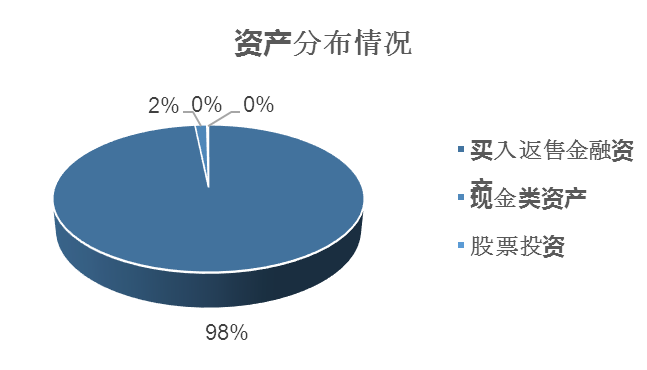 资产分布情况
2% 0% 0%
98%
买入返售金融资
产
现金类资产
股票投资